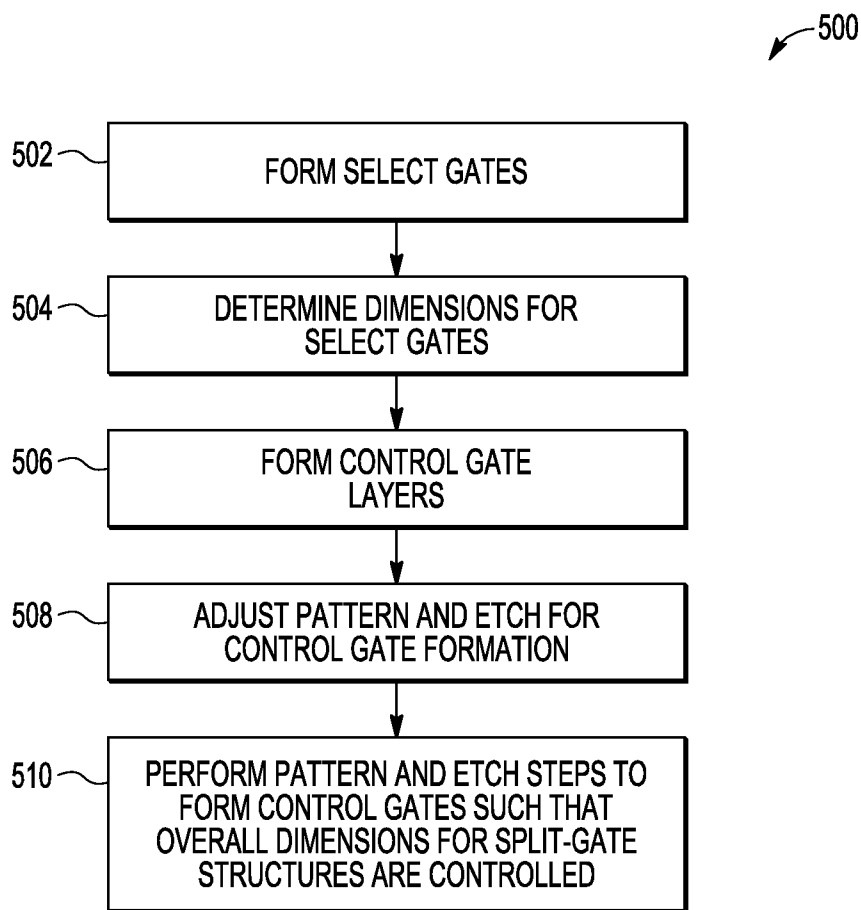 500
502
FORM SELECT GATES
504
DETERMINE DIMENSIONS FOR
SELECT GATES
506
FORM CONTROL GATE
LAYERS
508
ADJUST PATTERN AND ETCH FOR
CONTROL GATE FORMATION
510
PERFORM PATTERN AND ETCH STEPS TO
FORM CONTROL GATES SUCH THAT
OVERALL DIMENSIONS FOR SPLIT-GATE
STRUCTURES ARE CONTROLLED